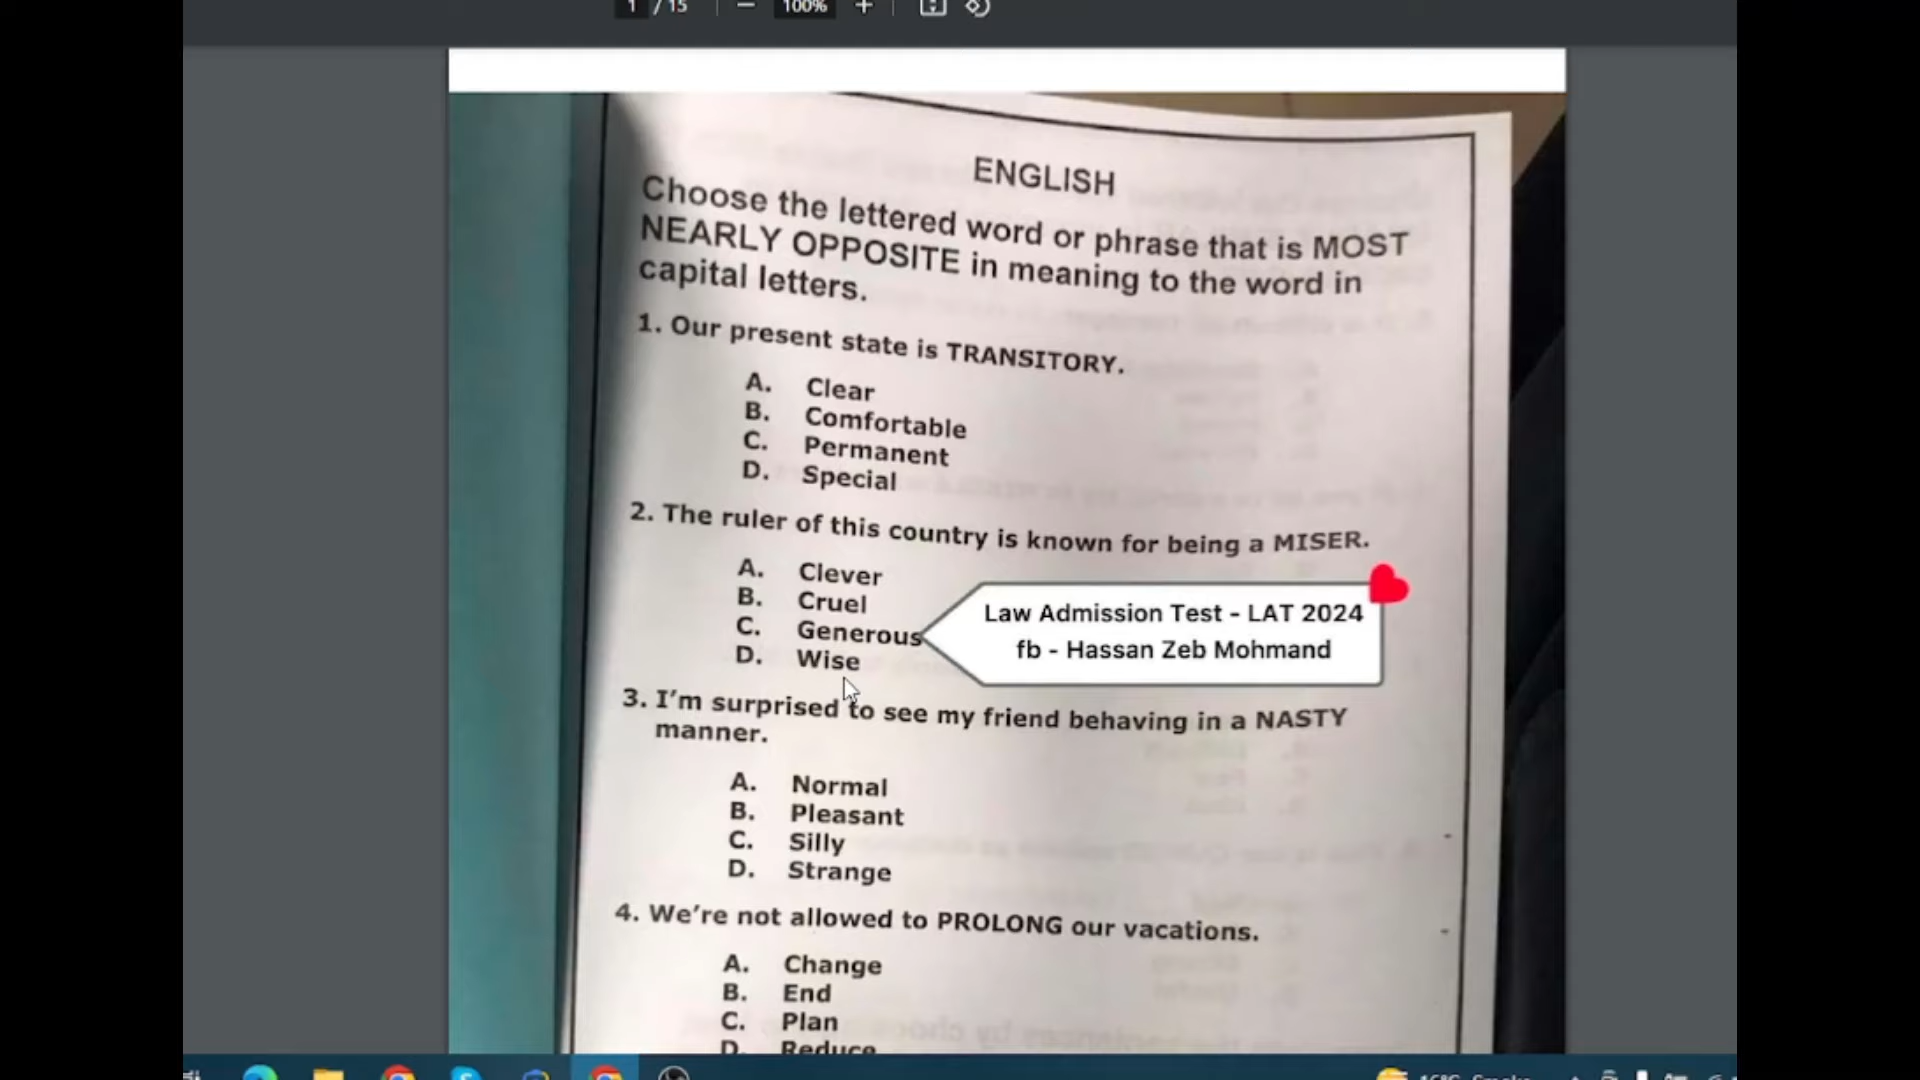 1 / 15 100%
ENGLISH
Choose the lettered word or phrase that is MOST
NEARLY OPPOSITE in meaning to the word in
capital letters.
1. Our present state is TRANSITORY.
A. Clear
B. Comfortable
C. Permanent
D. Special
2. The ruler of this country is known for being a MISER.
A. Clever
B. Cruel
C. Generous
D. Wise
Law Admission Test - LAT 2024
fb - Hassan Zeb Mohmand
3. I'm surprised to see my friend behaving in a NASTY
manner.
A. Normal
B. Pleasant
C. Silly
D. Strange
4. We're not allowed to PROLONG our vacations.
A. Change
B. End
C. Plan
D. Reduce
16°C Smoke